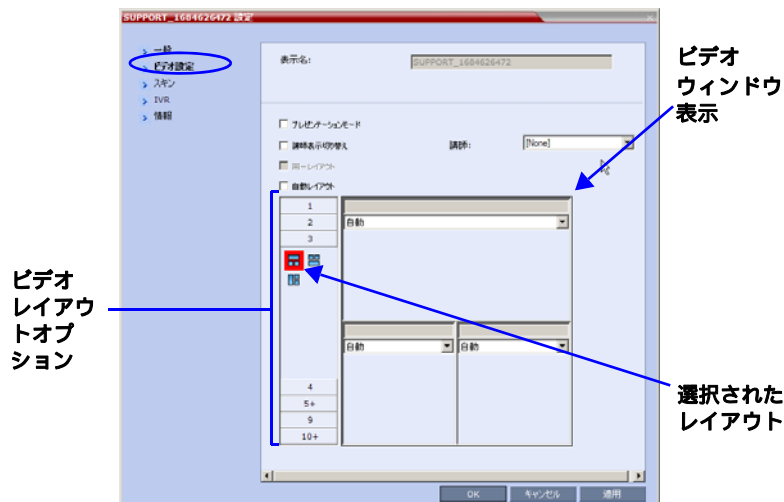 SUPPORT_1684626472 設定
一般
ビデオ設定
スキン
IVR
情報
表示名:
SUPPORT_1684626472
プレゼンテーションモード
講師表示切り替え
講師:
[None]
同一レイアウト
自動レイアウト
1
2
3
自動
自動
自動
4
5+
9
10+
OK
キャンセル
適用
ビデオ
ウィンドウ
表示
ビデオ
レイアウ
トオプ
ション
選択された
レイアウト